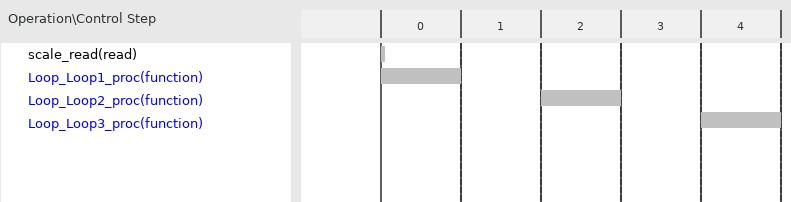 Operation\Control Step
0 1 2 3 4
scale_read(read)
Loop_Loop1_proc(function)
Loop_Loop2_proc(function)
Loop_Loop3_proc(function)